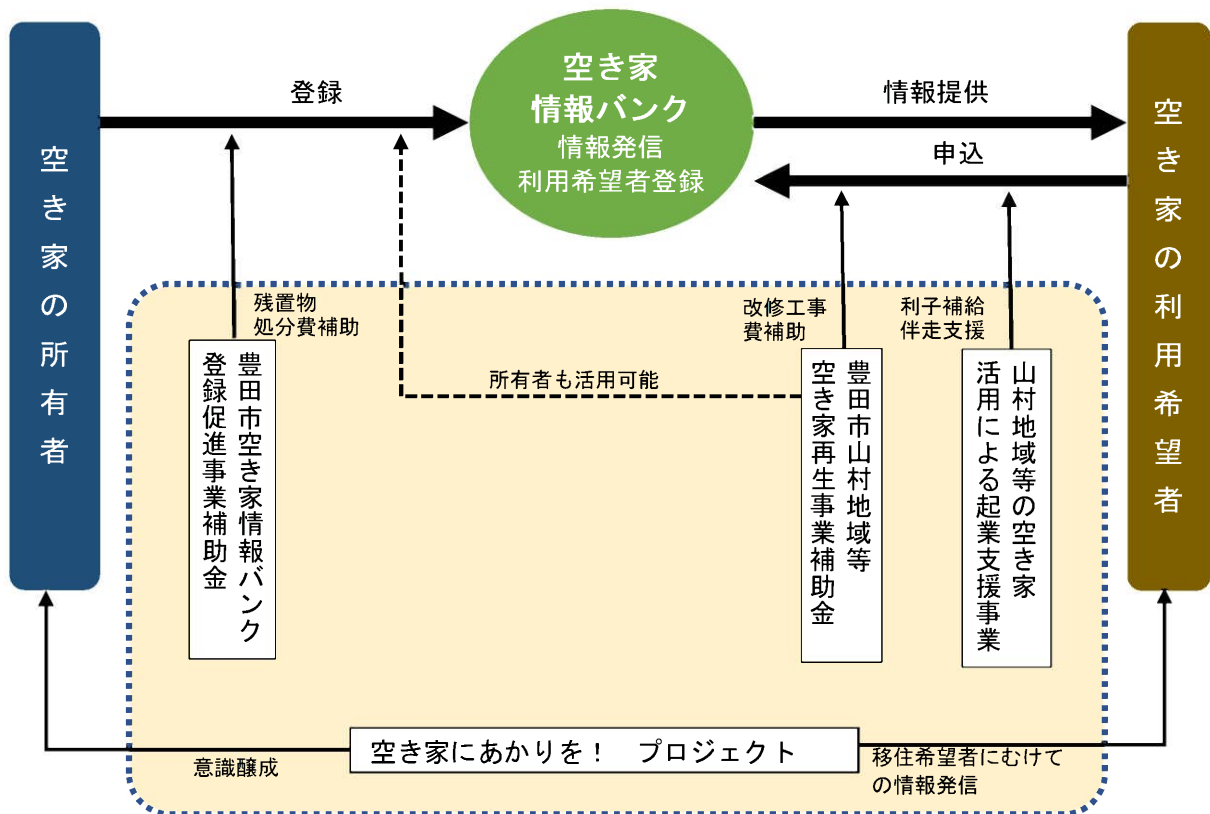 空き家の所有者
登録
空き家
情報バンク
情報発信
利用希望者登録
情報提供
申込
空き家の利用希望者
残置物
処分費補助
豊田市空き家情報バンク
登録促進事業補助金
所有者も活用可能
改修工事
費補助
豊田市山村地域等
空き家再生事業補助金
利子補給
伴走支援
山村地域等の空き家
活用による起業支援事業
空き家にあかりを！　プロジェクト
意識醸成
移住希望者にむけて
の情報発信